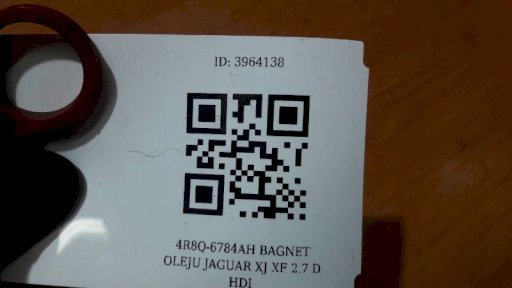 ID: 3964138
4R8Q-6784AH BAGNET
OLEJU JAGUAR XJ XF 2.7 D
HDI